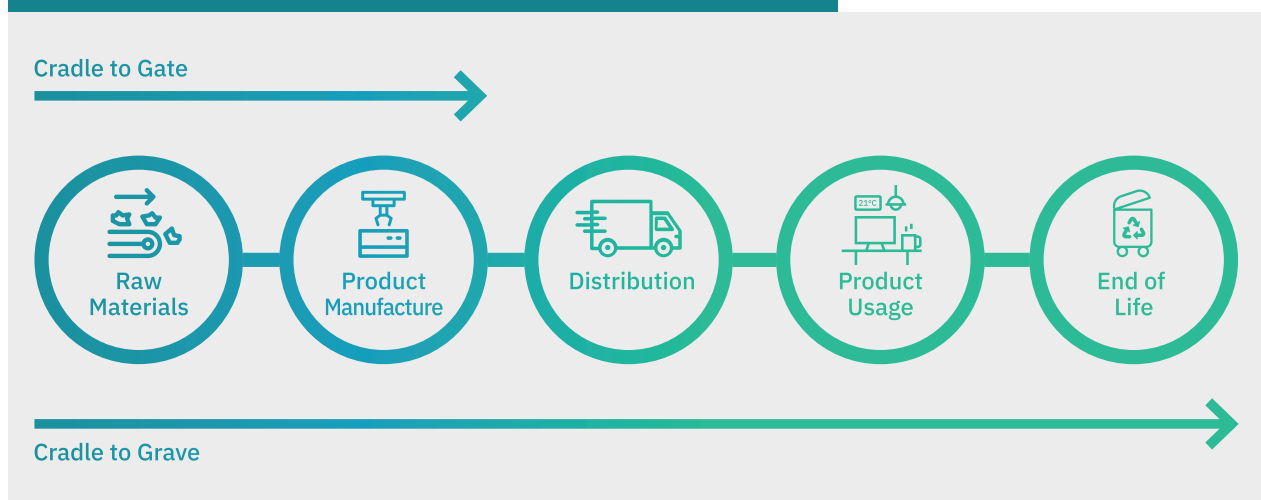 Cradle to Gate
Raw
Materials
Product
Manufacture
Distribution
21°C
Product
Usage
End of
Life
Cradle to Grave